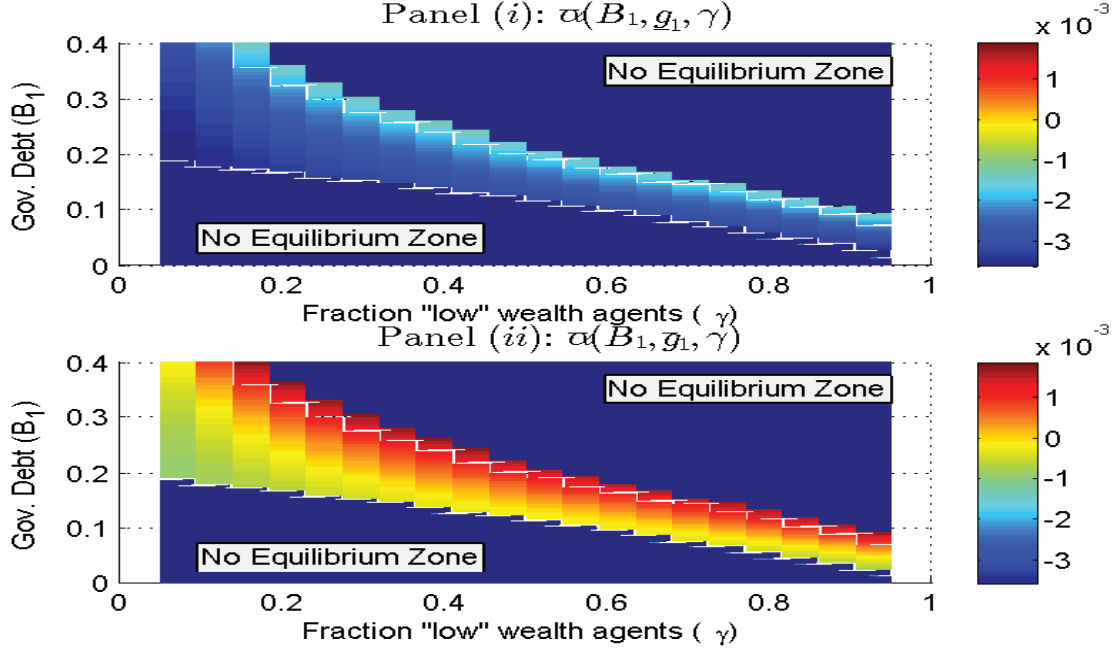 Panel (i): ϖ(B₁, g̲₁, γ)
x 10⁻³
0.4
0.3
0.2
0.1
0
Gov. Debt (B₁)
No Equilibrium Zone
No Equilibrium Zone
1
0
-1
-2
-3
0
0.2
0.4
0.6
0.8
1
Fraction "low" wealth agents ( γ)
Panel (ii): ϖ(B₁, g̅₁, γ)
x 10⁻³
0.4
0.3
0.2
0.1
0
Gov. Debt (B₁)
No Equilibrium Zone
No Equilibrium Zone
1
0
-1
-2
-3
0
0.2
0.4
0.6
0.8
1
Fraction "low" wealth agents ( γ)